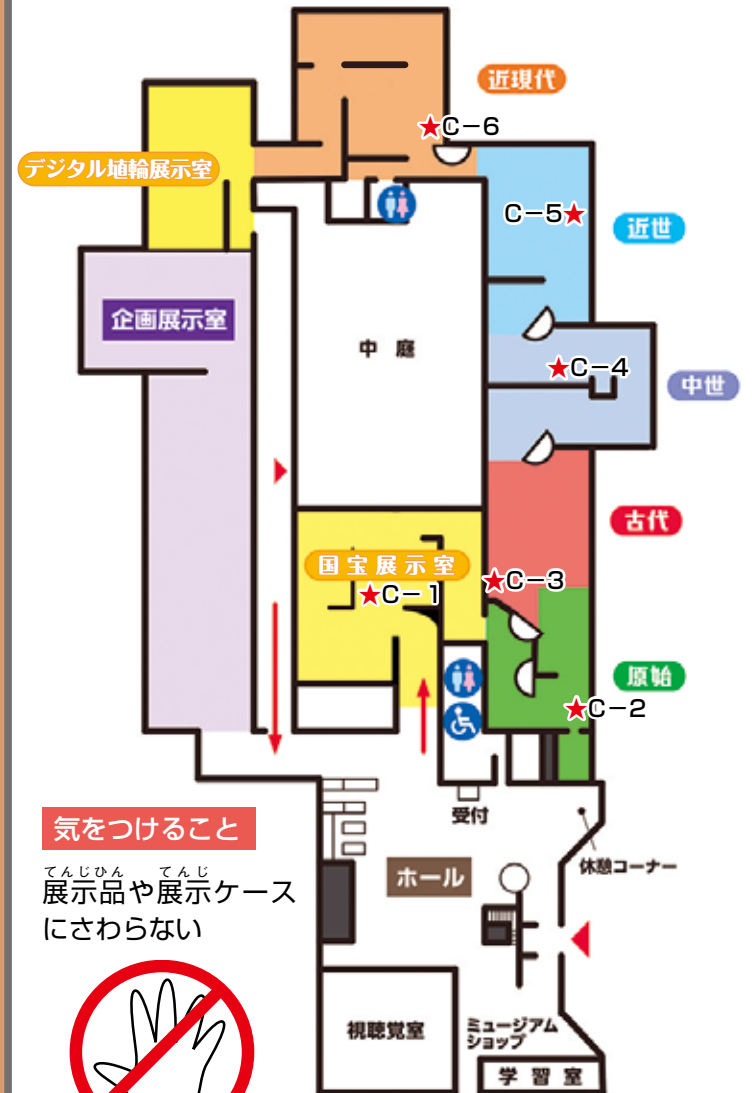 近現代
★C−6
デジタル埴輪展示室
C−5★
近世
企画展示室
中 庭
★C−4
中世
古代
国宝展示室
★C−1
★C−3
原始
★C−2
受付
休憩コーナー
ホール
気をつけること
てんじひん てんじ
展示品や展示ケース
にさわらない
視聴覚室
ミュージアム
ショップ
学 習 室